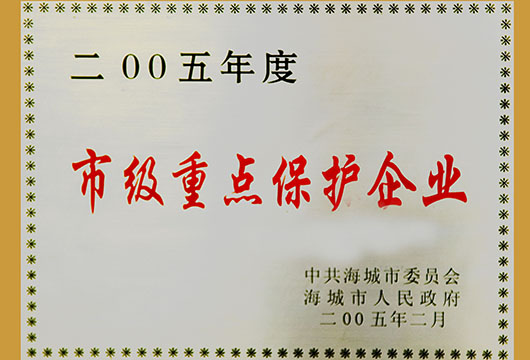 二00五年度
市级重点保护企业
中共海城市委员会
海城市人民政府
二00五年二月